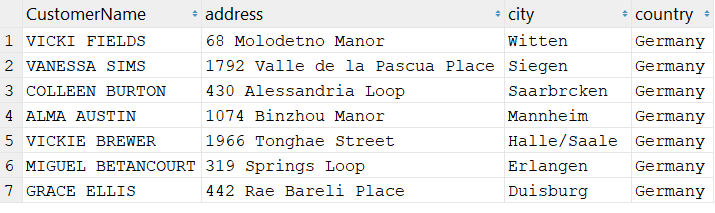 CustomerName address city country
1 VICKI FIELDS 68 Molodetno Manor Witten Germany
2 VANESSA SIMS 1792 Valle de la Pascua Place Siegen Germany
3 COLLEEN BURTON 430 Alessandria Loop Saarbrcken Germany
4 ALMA AUSTIN 1074 Binzhou Manor Mannheim Germany
5 VICKIE BREWER 1966 Tonghae Street Halle/Saale Germany
6 MIGUEL BETANCOURT 319 Springs Loop Erlangen Germany
7 GRACE ELLIS 442 Rae Bareli Place Duisburg Germany